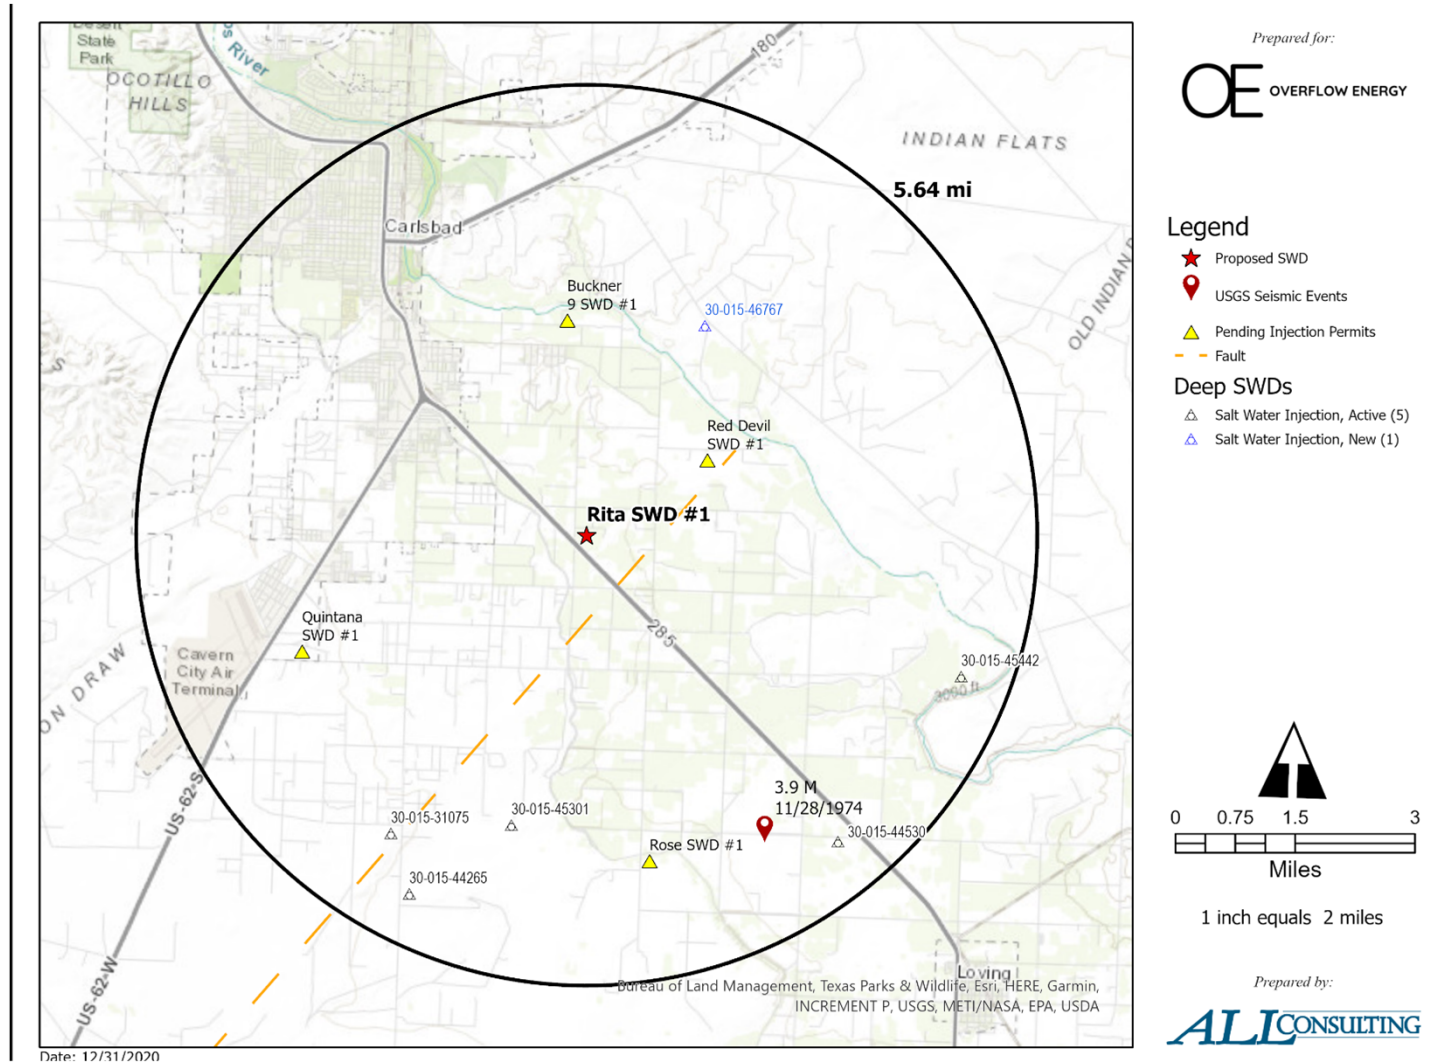 Desert
State
Park
OCOTILLO
HILLS
os River
180
INDIAN FLATS
5.64 mi
Carlsbad
OLD INDIAN
Buckner
9 SWD #1
30-015-46767
Red Devil
SWD #1
Rita SWD #1
285
Quintana
SWD #1
Cavern
City Air
Terminal
ON DRAW
S
30-015-45442
3000 ft
3.9 M
11/28/1974
US-62-S
30-015-31075
30-015-45301
30-015-44530
Rose SWD #1
30-015-44265
US-62-W
Loving
Bureau of Land Management, Texas Parks & Wildlife, Esri, HERE, Garmin,
INCREMENT P, USGS, METI/NASA, EPA, USDA
Date: 12/31/2020
Prepared for:
OE OVERFLOW ENERGY
Legend
Proposed SWD
USGS Seismic Events
Pending Injection Permits
Fault
Deep SWDs
Salt Water Injection, Active (5)
Salt Water Injection, New (1)
0 0.75 1.5 3
Miles
1 inch equals 2 miles
Prepared by:
ALL CONSULTING